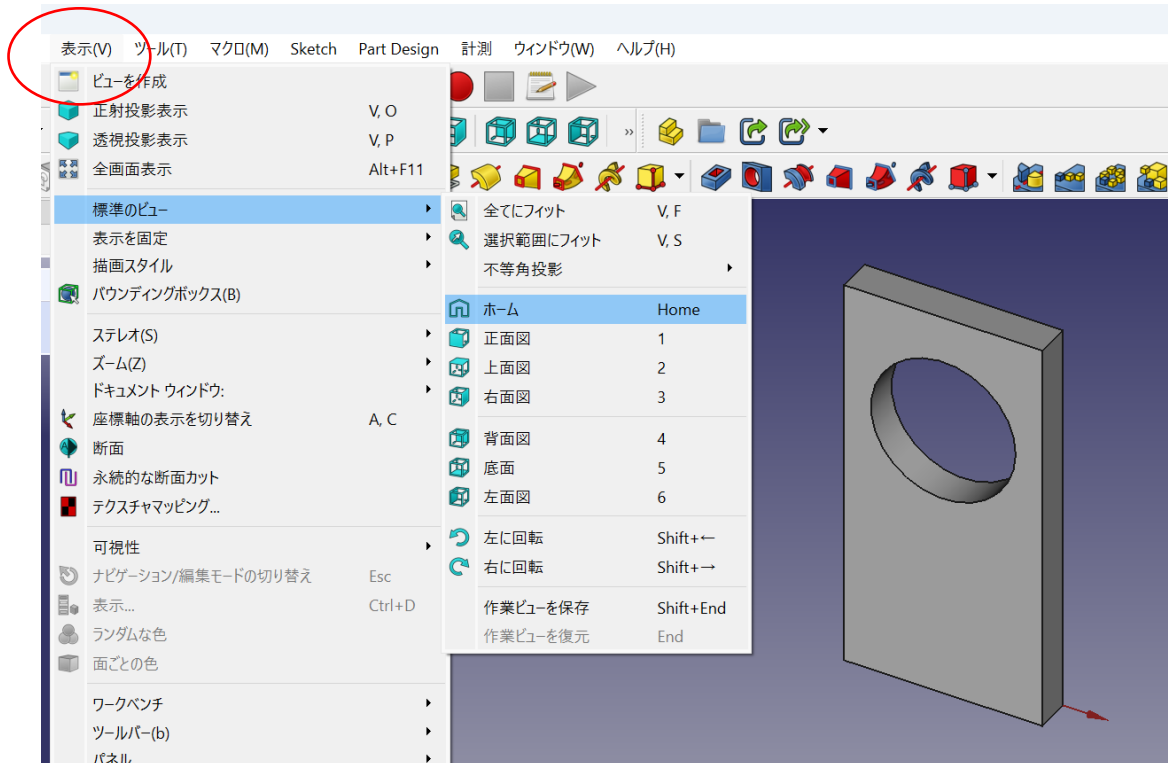 表示(V) ツール(T) マクロ(M) Sketch Part Design 計測 ウィンドウ(W) ヘルプ(H)
ビューを作成
正射投影表示 V, O
透視投影表示 V, P
全画面表示 Alt+F11
標準のビュー
表示を固定
描画スタイル
バウンディングボックス(B)
ステレオ(S)
ズーム(Z)
ドキュメント ウィンドウ:
座標軸の表示を切り替え A, C
断面
永続的な断面カット
テクスチャマッピング...
可視性
ナビゲーション/編集モードの切り替え Esc
表示... Ctrl+D
ランダムな色
面ごとの色
ワークベンチ
ツールバー(b)
パネル
全てにフィット V, F
選択範囲にフィット V, S
不等角投影
ホーム Home
正面図 1
上面図 2
右面図 3
背面図 4
底面 5
左面図 6
左に回転 Shift+←
右に回転 Shift+→
作業ビューを保存 Shift+End
作業ビューを復元 End